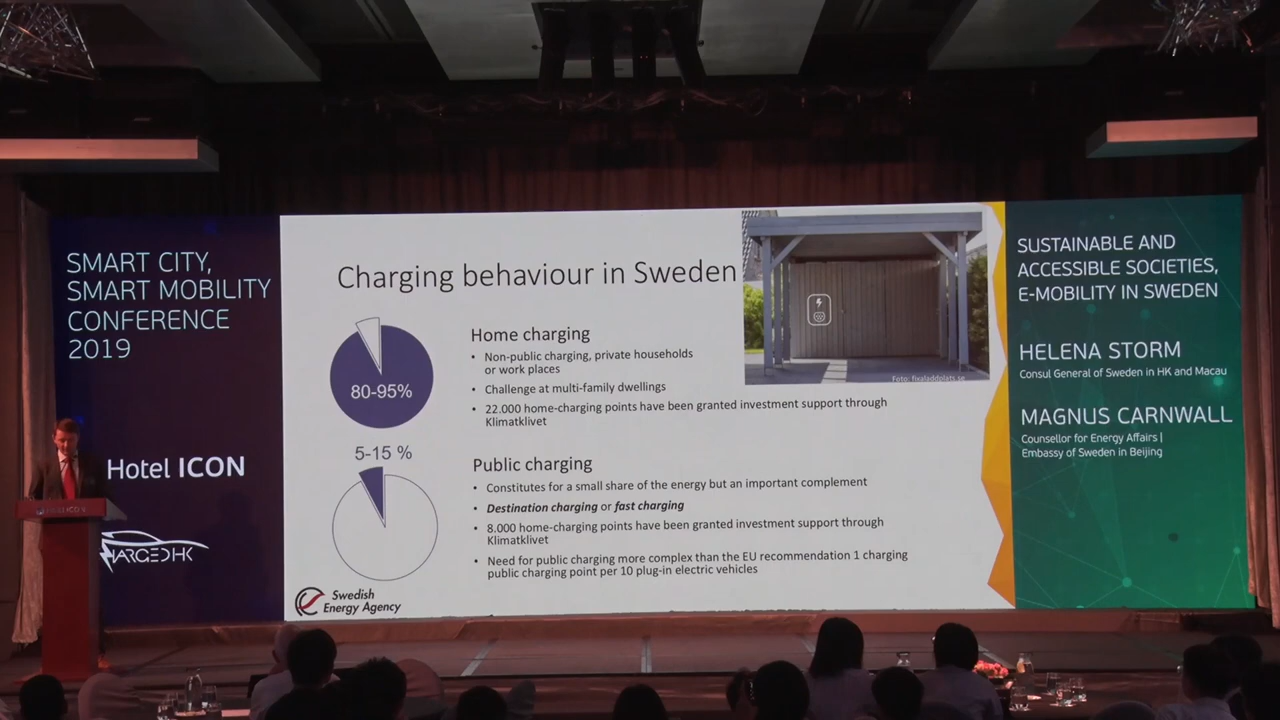 SMART CITY,
SMART MOBILITY
CONFERENCE
2019
Hotel ICON
HARGEDHK
Charging behaviour in Sweden
80-95%
Home charging
• Non-public charging, private households
or work places
• Challenge at multi-family dwellings
• 22.000 home-charging points have been granted investment support through
Klimatklivet
Foto: fixaladdplats.se
5-15 %
Public charging
• Constitutes for a small share of the energy but an important complement
• Destination charging or fast charging
• 8.000 home-charging points have been granted investment support through
Klimatklivet
• Need for public charging more complex than the EU recommendation 1 charging
public charging point per 10 plug-in electric vehicles
Swedish
Energy Agency
SUSTAINABLE AND
ACCESSIBLE SOCIETIES,
E-MOBILITY IN SWEDEN
HELENA STORM
Consul General of Sweden in HK and Macau
MAGNUS CARNWALL
Counsellor for Energy Affairs |
Embassy of Sweden in Beijing